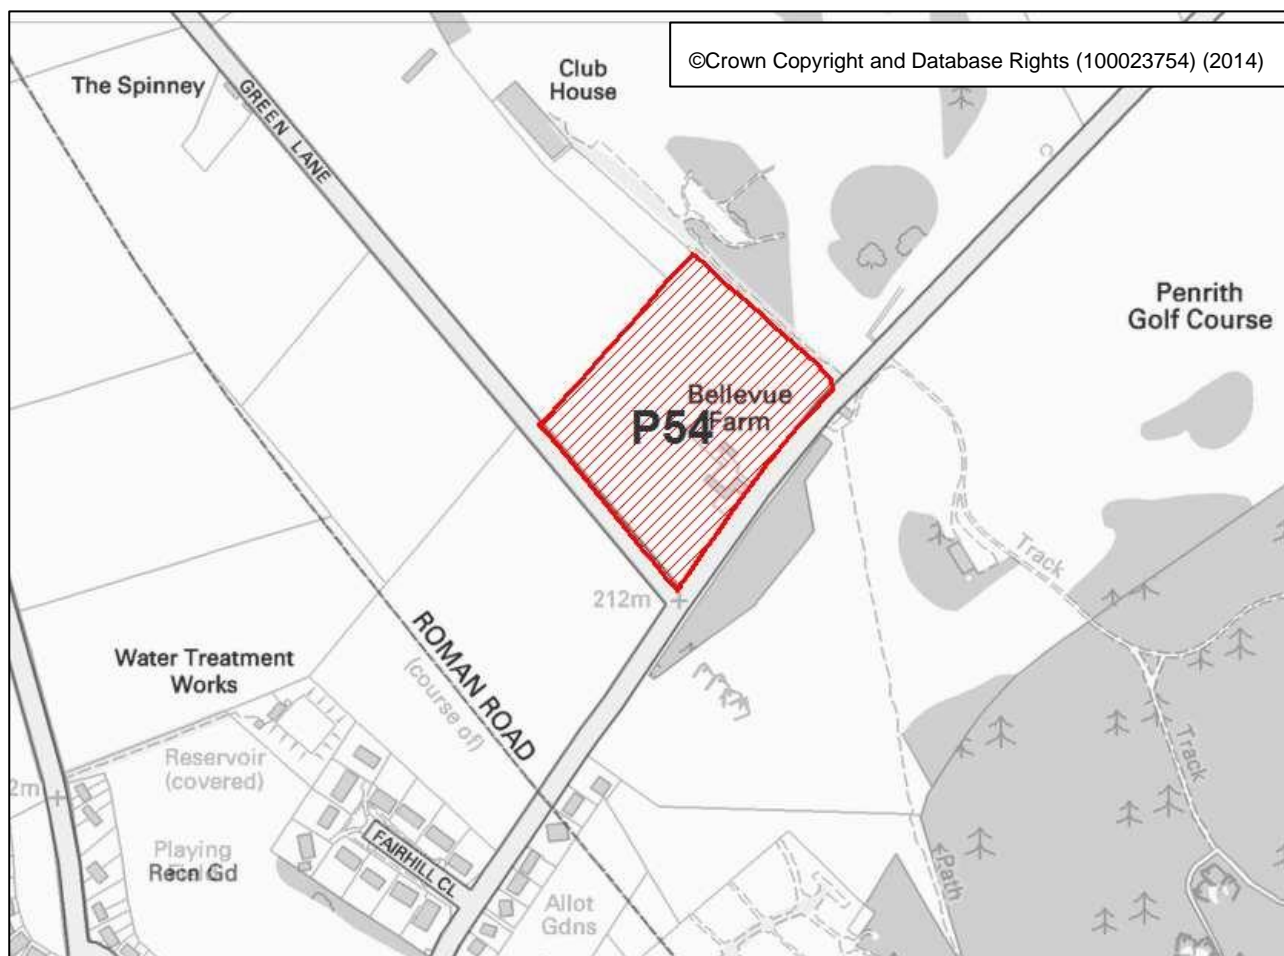 ©Crown Copyright and Database Rights (100023754) (2014)
The Spinney
GREEN LANE
Club
House
Penrith
Golf Course
Bellevue
Farm
P54
Track
212m
ROMAN ROAD
(course of)
Water Treatment
Works
Reservoir
(covered)
2m
Playing
Field
Recn Gd
FAIRHILL CL
Allot
Gdns
Path
Track